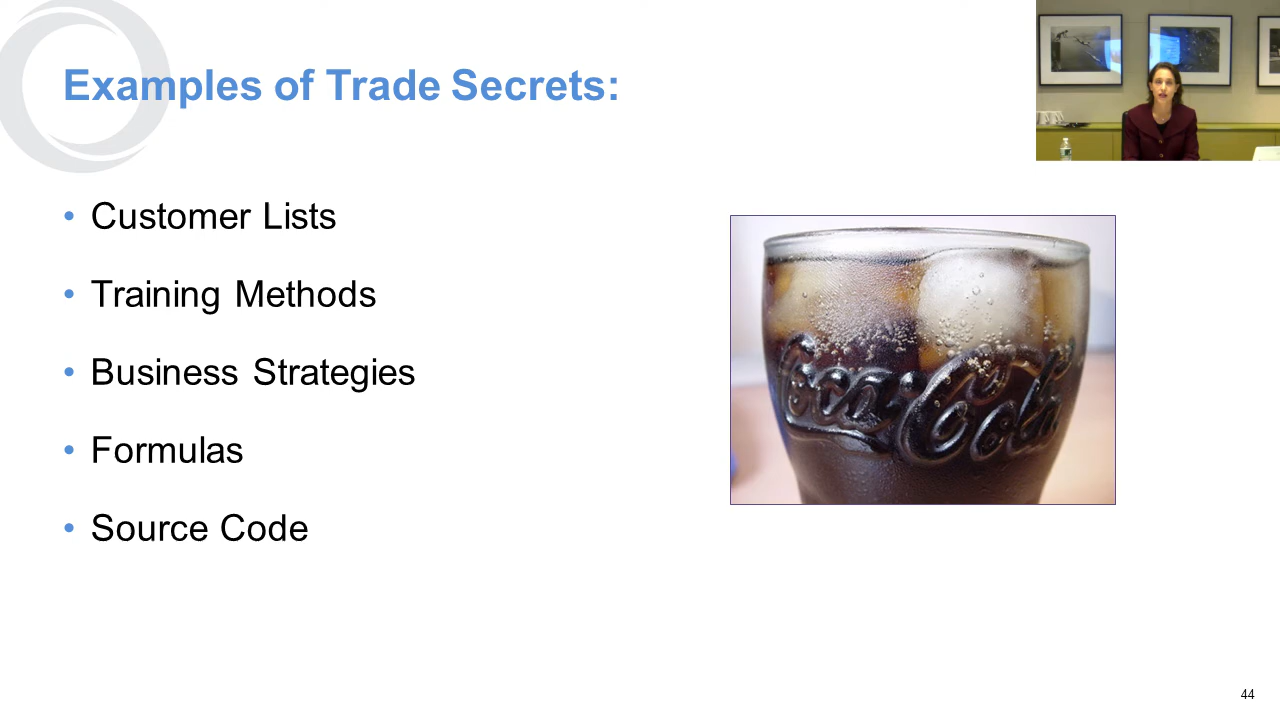 Examples of Trade Secrets:
• Customer Lists
• Training Methods
• Business Strategies
• Formulas
• Source Code
Coca-Cola
44